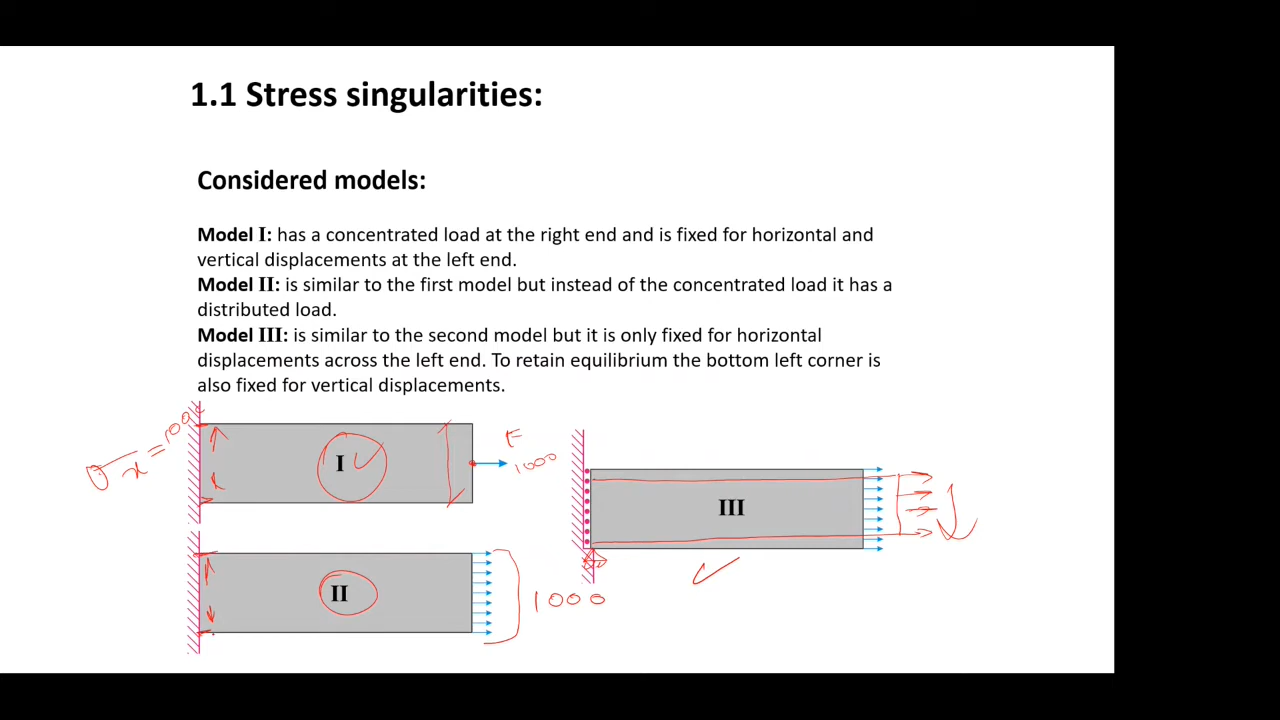 1.1 Stress singularities:
Considered models:
Model I: has a concentrated load at the right end and is fixed for horizontal and
vertical displacements at the left end.
Model II: is similar to the first model but instead of the concentrated load it has a
distributed load.
Model III: is similar to the second model but it is only fixed for horizontal
displacements across the left end. To retain equilibrium the bottom left corner is
also fixed for vertical displacements.
I
F
1000
III
II
1000